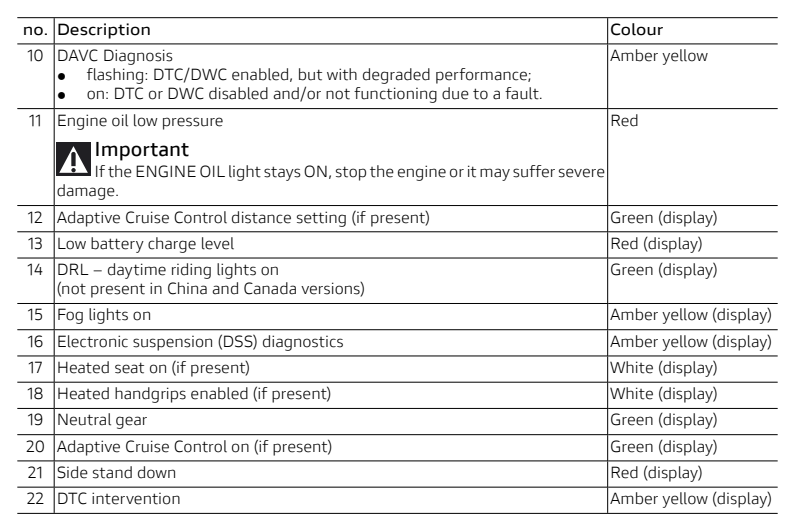 no. Description Colour
10 DAVC Diagnosis Amber yellow
● flashing: DTC/DWC enabled, but with degraded performance;
● on: DTC or DWC disabled and/or not functioning due to a fault.
11 Engine oil low pressure Red
Important
If the ENGINE OIL light stays ON, stop the engine or it may suffer severe
damage.
12 Adaptive Cruise Control distance setting (if present) Green (display)
13 Low battery charge level Red (display)
14 DRL – daytime riding lights on Green (display)
(not present in China and Canada versions)
15 Fog lights on Amber yellow (display)
16 Electronic suspension (DSS) diagnostics Amber yellow (display)
17 Heated seat on (if present) White (display)
18 Heated handgrips enabled (if present) White (display)
19 Neutral gear Green (display)
20 Adaptive Cruise Control on (if present) Green (display)
21 Side stand down Red (display)
22 DTC intervention Amber yellow (display)